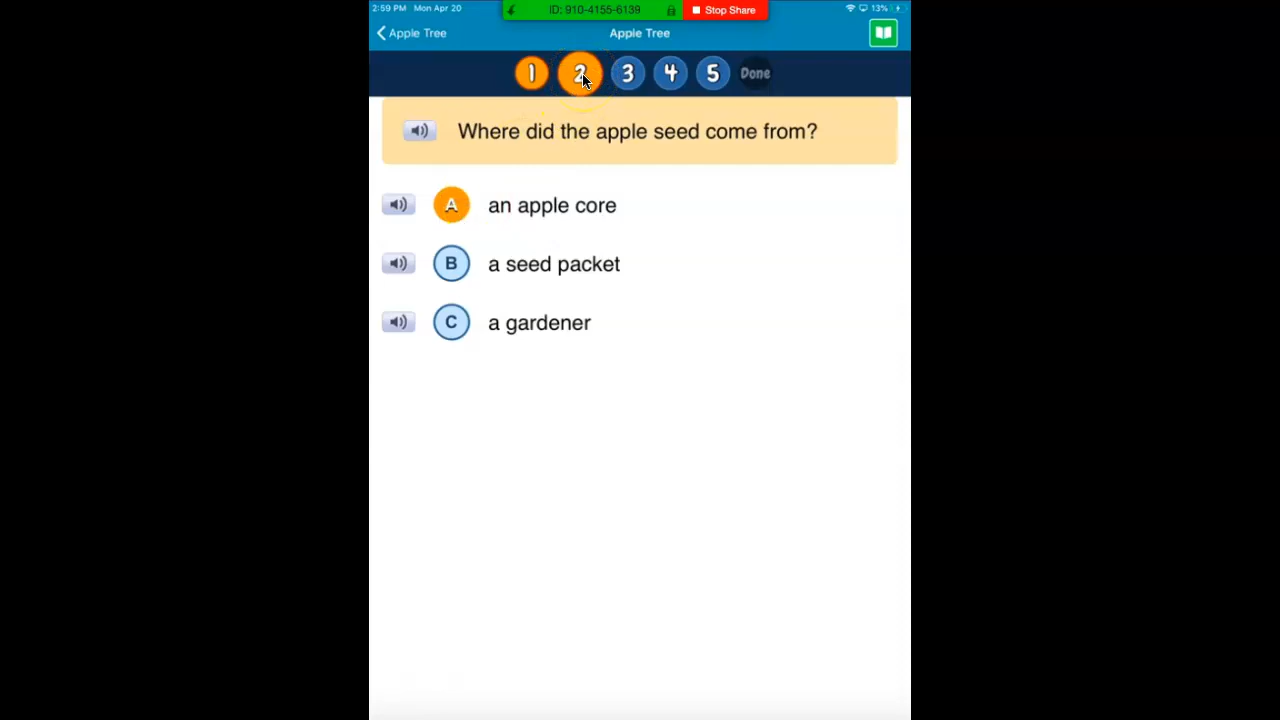 2:59 PM Mon Apr 20 ID: 910-4155-6139 Stop Share 13%
Apple Tree Apple Tree
1 2 3 4 5 Done
Where did the apple seed come from?
A an apple core
B a seed packet
C a gardener